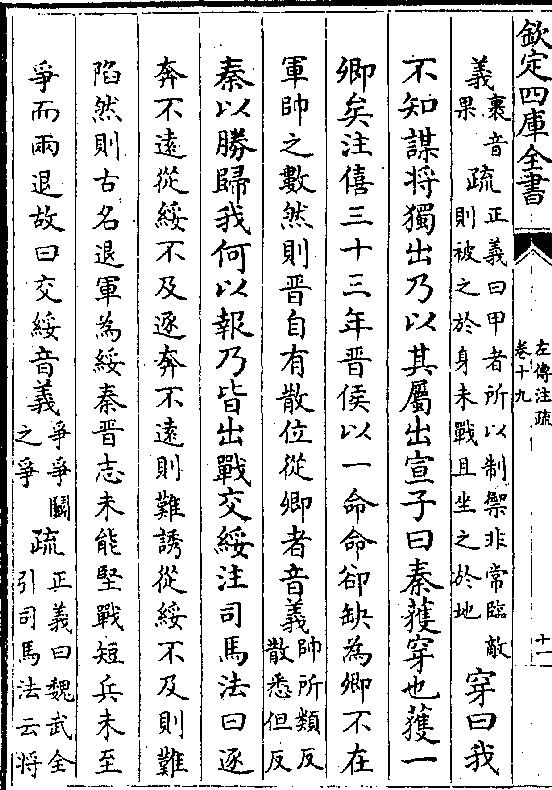 欽定四庫全書
左傳注疏
卷十九
十一
義裹音果疏正義曰甲者所以制禦非常臨敵則被之於身未戰且坐之於地穿曰我
不知謀將獨出乃以其屬出宣子曰秦䕶穿也䕶一
卿矣注僖三十三年晉侯以一命命卻缺為卿不在
軍帥之數然則晉自有散位從卿者音義帥所類反散悉但反
秦以勝歸我何以報乃皆出戰交綏注司馬法曰逐
奔不遠從綏不及逐奔不遠則難誘從綏不及則難
陷然則古名退軍為綏秦晉志未能堅戰短兵未至
爭而兩退故曰交綏音義爭爭鬭之爭疏正義曰魏武全引司馬法云将